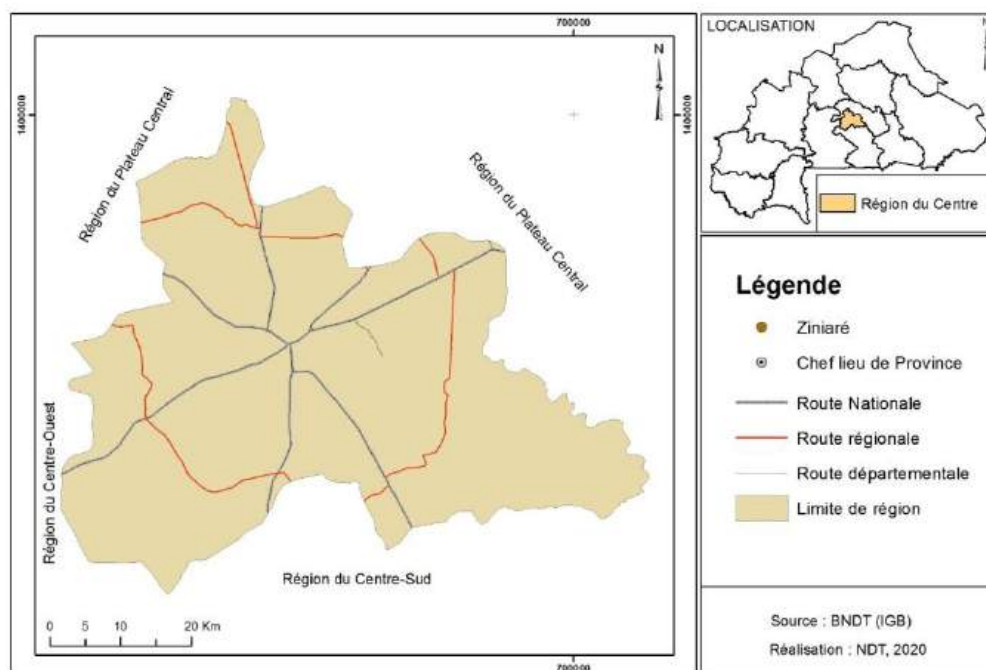 700000
LOCALISATION
N
N
1400000
1400000
Région du Plateau Central
Région du Plateau Central
Région du Centre
Légende
Ziniaré
Chef lieu de Province
Route Nationale
Route régionale
Route départementale
Limite de région
Région du Centre-Ouest
Région du Centre-Sud
0 5 10 20 Km
Source : BNDT (IGB)
Réalisation : NDT, 2020
700000